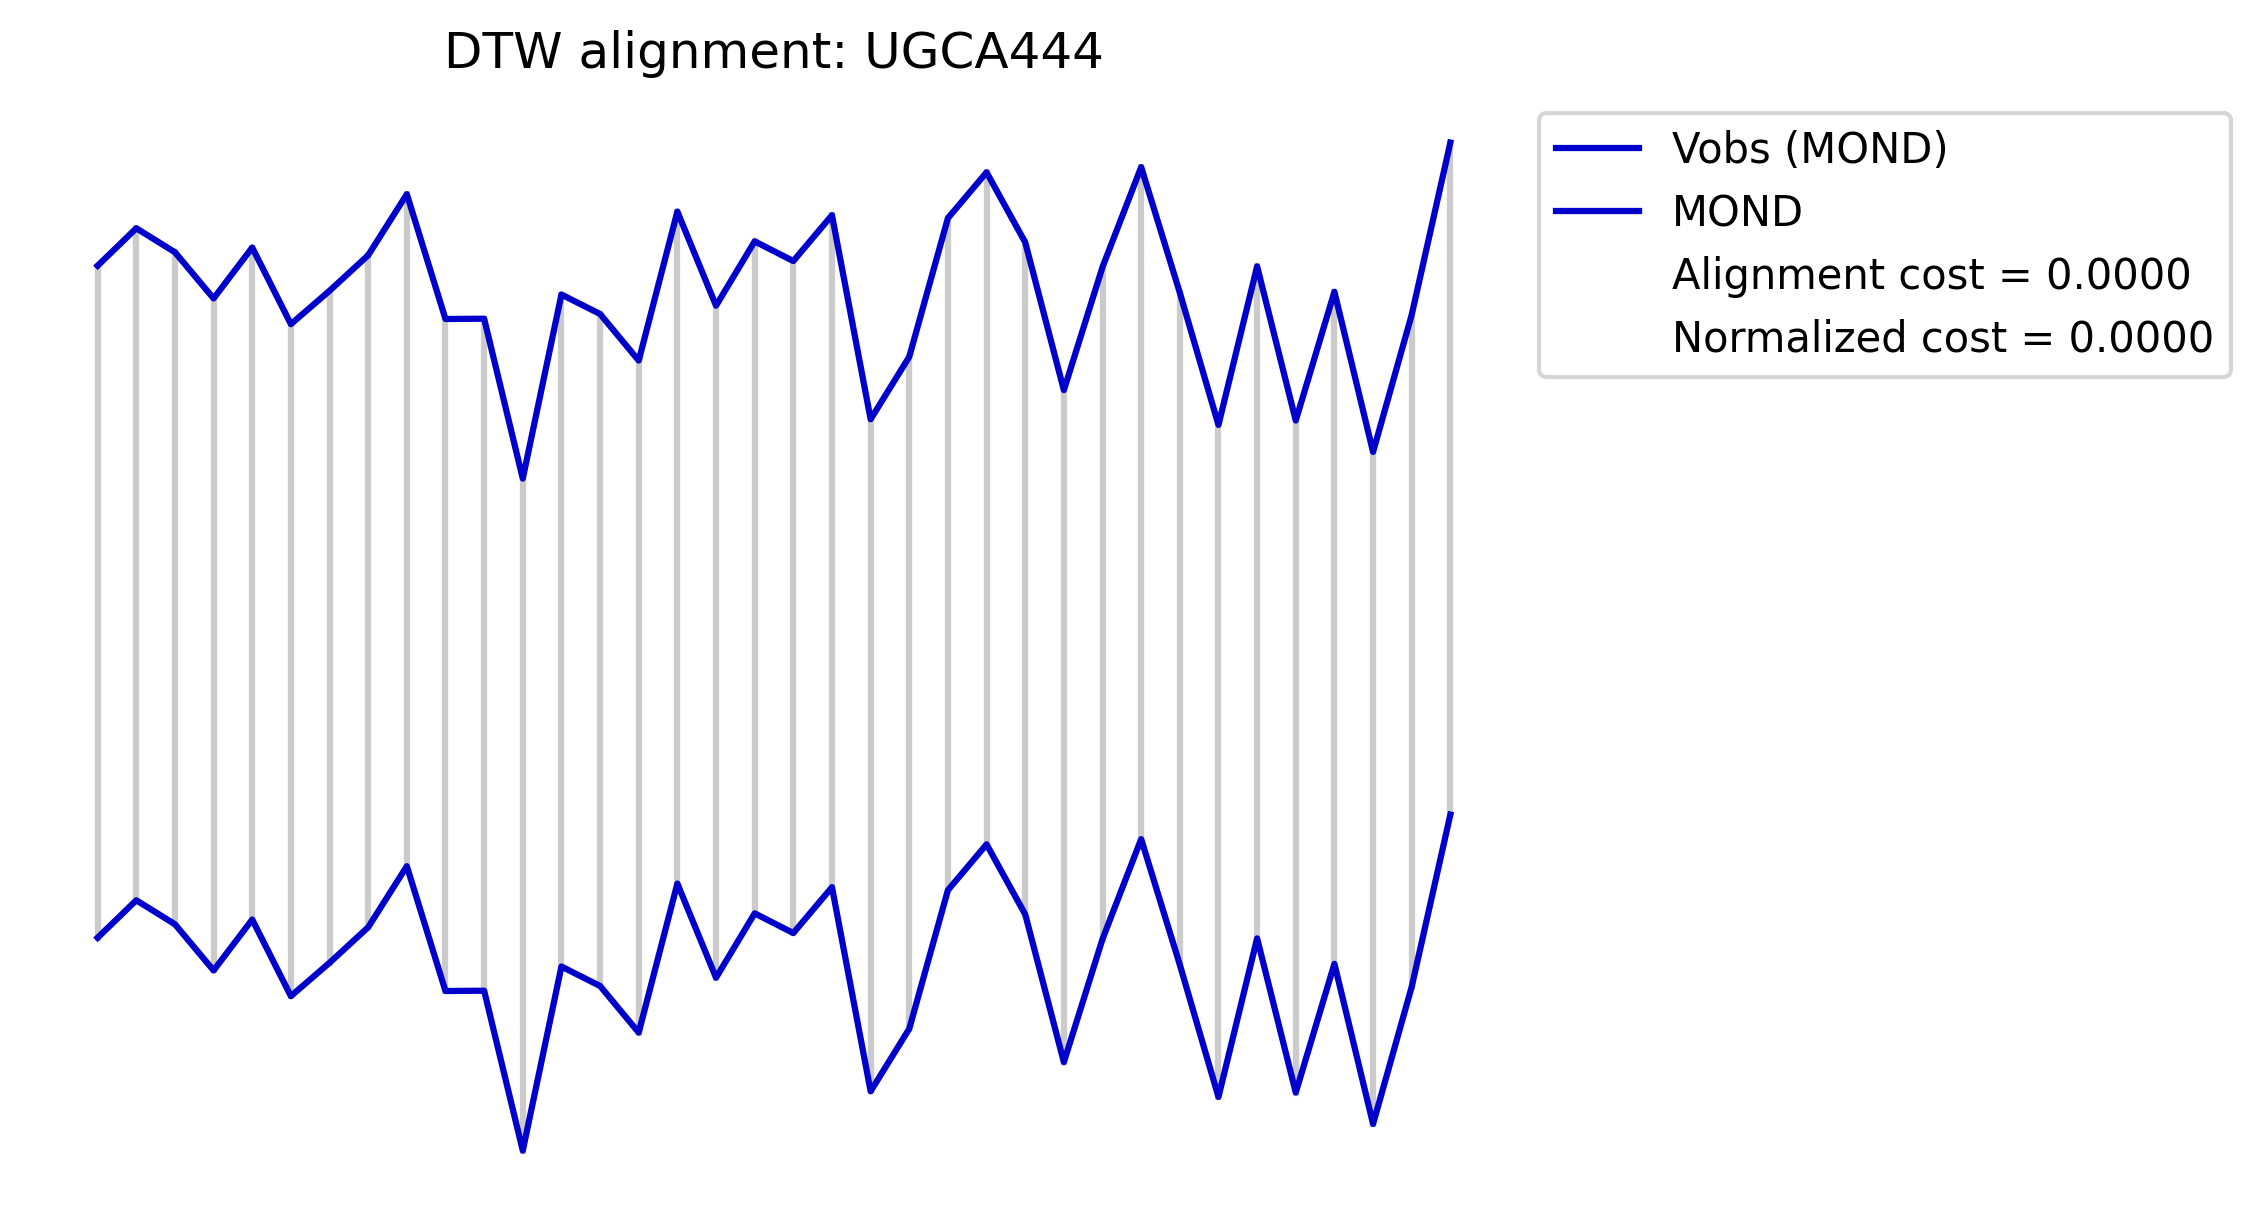 DTW alignment: UGCA444
Vobs (MOND)
MOND
Alignment cost = 0.0000
Normalized cost = 0.0000